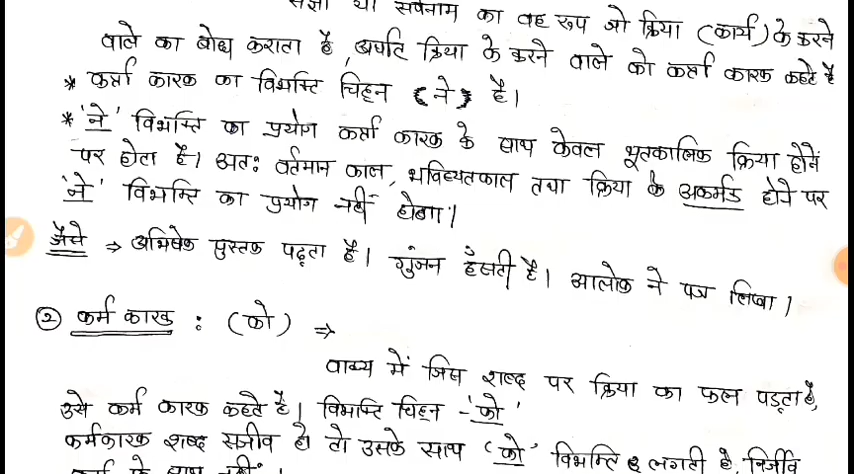 संज्ञा या सर्वनाम का वह रूप जो क्रिया (कार्य) के करने
वाले का बोध कराता है, अर्थात क्रिया के करने वाले को कर्त्ता कारक कहते हैं
* कर्त्ता कारक का विभक्ति चिह्न (ने) है।
* 'ने' विभक्ति का प्रयोग कर्त्ता कारक के साथ केवल भूतकालिक क्रिया होने
पर होता है। अतः वर्तमान काल, भविष्यतकाल तथा क्रिया के अकर्मड होने पर
'ने' विभक्ति का प्रयोग नहीं होगा।
जैसे → अभिषेक पुस्तक पढ़ता है। गुंजन हँसती है। आलोक ने पत्र लिखा।
② कर्म कारक : (को) ⇒
वाक्य में जिस शब्द पर क्रिया का फल पड़ता है,
उसे कर्म कारक कहते है। विभक्ति चिह्न - 'को'
कर्मकारक शब्द सजीव हो तो उसके साथ 'को' विभक्ति लगती है, निर्जीव
कर्म के साथ नहीं।